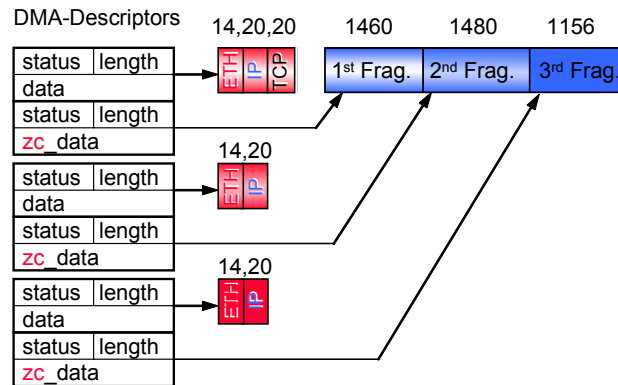 DMA-Descriptors
14,20,20 1460 1480 1156
status length
data
ETH IP TCP
1st Frag. 2nd Frag. 3rd Frag.
status length
zc_data
14,20
status length
data
ETH IP
status length
zc_data
14,20
status length
data
ETH IP
status length
zc_data